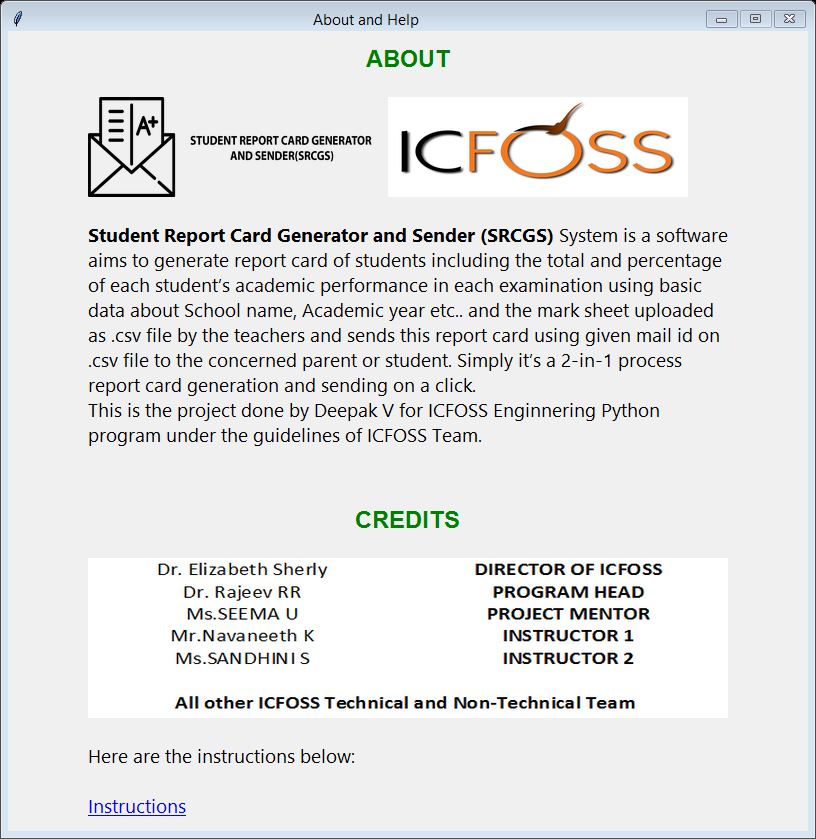 About and Help
ABOUT
A+
STUDENT REPORT CARD GENERATOR
AND SENDER(SRCGS)
ICFOSS
Student Report Card Generator and Sender (SRCGS) System is a software
aims to generate report card of students including the total and percentage
of each student’s academic performance in each examination using basic
data about School name, Academic year etc.. and the mark sheet uploaded
as .csv file by the teachers and sends this report card using given mail id on
.csv file to the concerned parent or student. Simply it’s a 2-in-1 process
report card generation and sending on a click.
This is the project done by Deepak V for ICFOSS Enginnering Python
program under the guidelines of ICFOSS Team.
CREDITS
Dr. Elizabeth Sherly DIRECTOR OF ICFOSS
Dr. Rajeev RR PROGRAM HEAD
Ms.SEEMA U PROJECT MENTOR
Mr.Navaneeth K INSTRUCTOR 1
Ms.SANDHINI S INSTRUCTOR 2
All other ICFOSS Technical and Non-Technical Team
Here are the instructions below:
Instructions